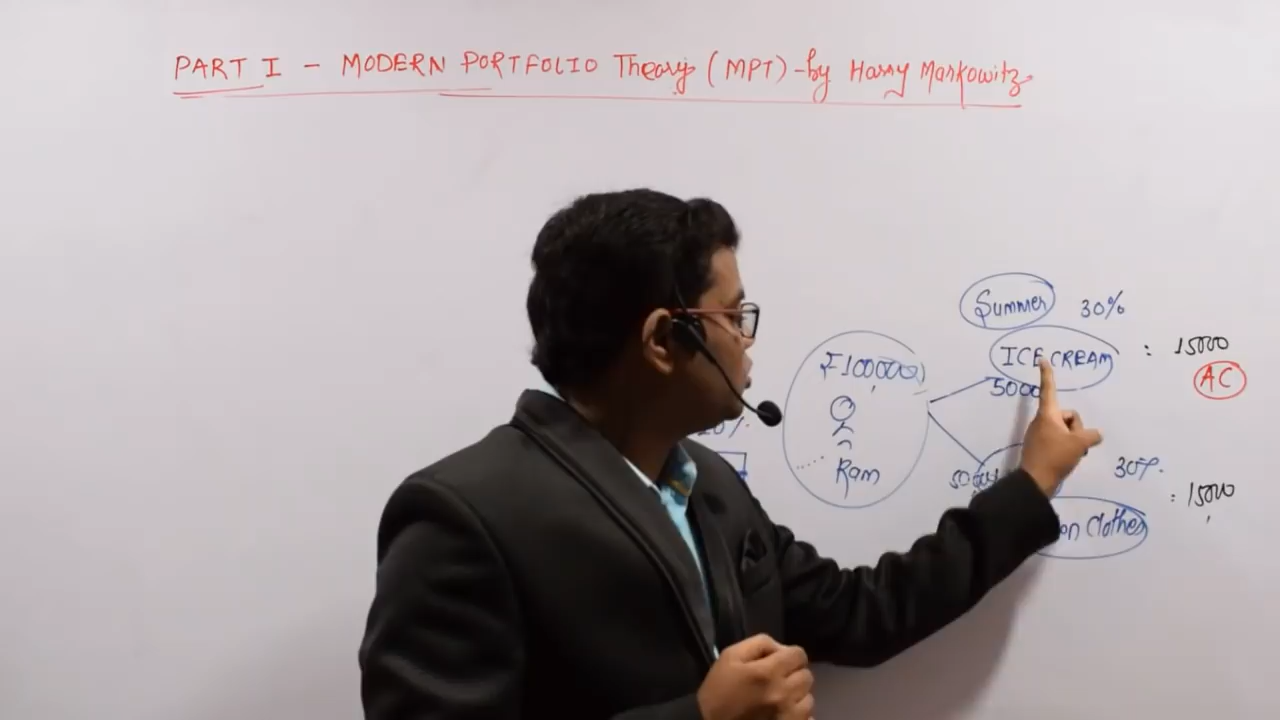 PART I - MODERN PORTFOLIO Theory (MPT) -by Harry Markowitz
Summer 30%
ICE CREAM : 15000
AC
5000
₹100000
Ram
30%
= 15000
on Clothes